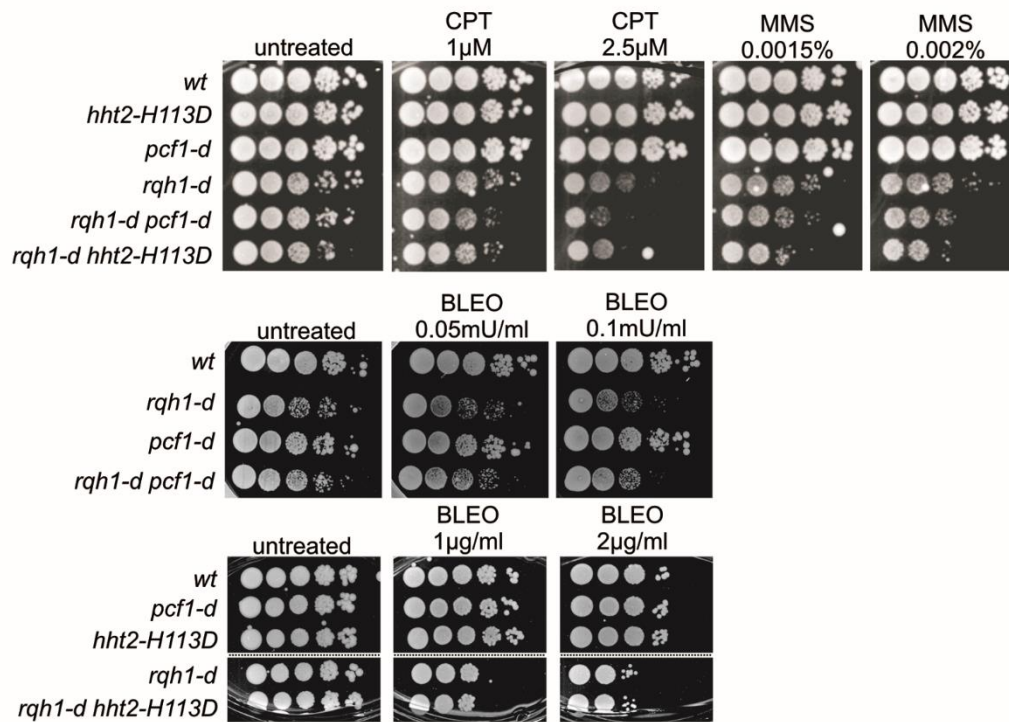 CPT CPT MMS MMS
untreated 1µM 2.5µM 0.0015% 0.002%
wt
hht2-H113D
pcf1-d
rqh1-d
rqh1-d pcf1-d
rqh1-d hht2-H113D
BLEO BLEO
untreated 0.05mU/ml 0.1mU/ml
wt
rqh1-d
pcf1-d
rqh1-d pcf1-d
BLEO BLEO
untreated 1µg/ml 2µg/ml
wt
pcf1-d
hht2-H113D
rqh1-d
rqh1-d hht2-H113D